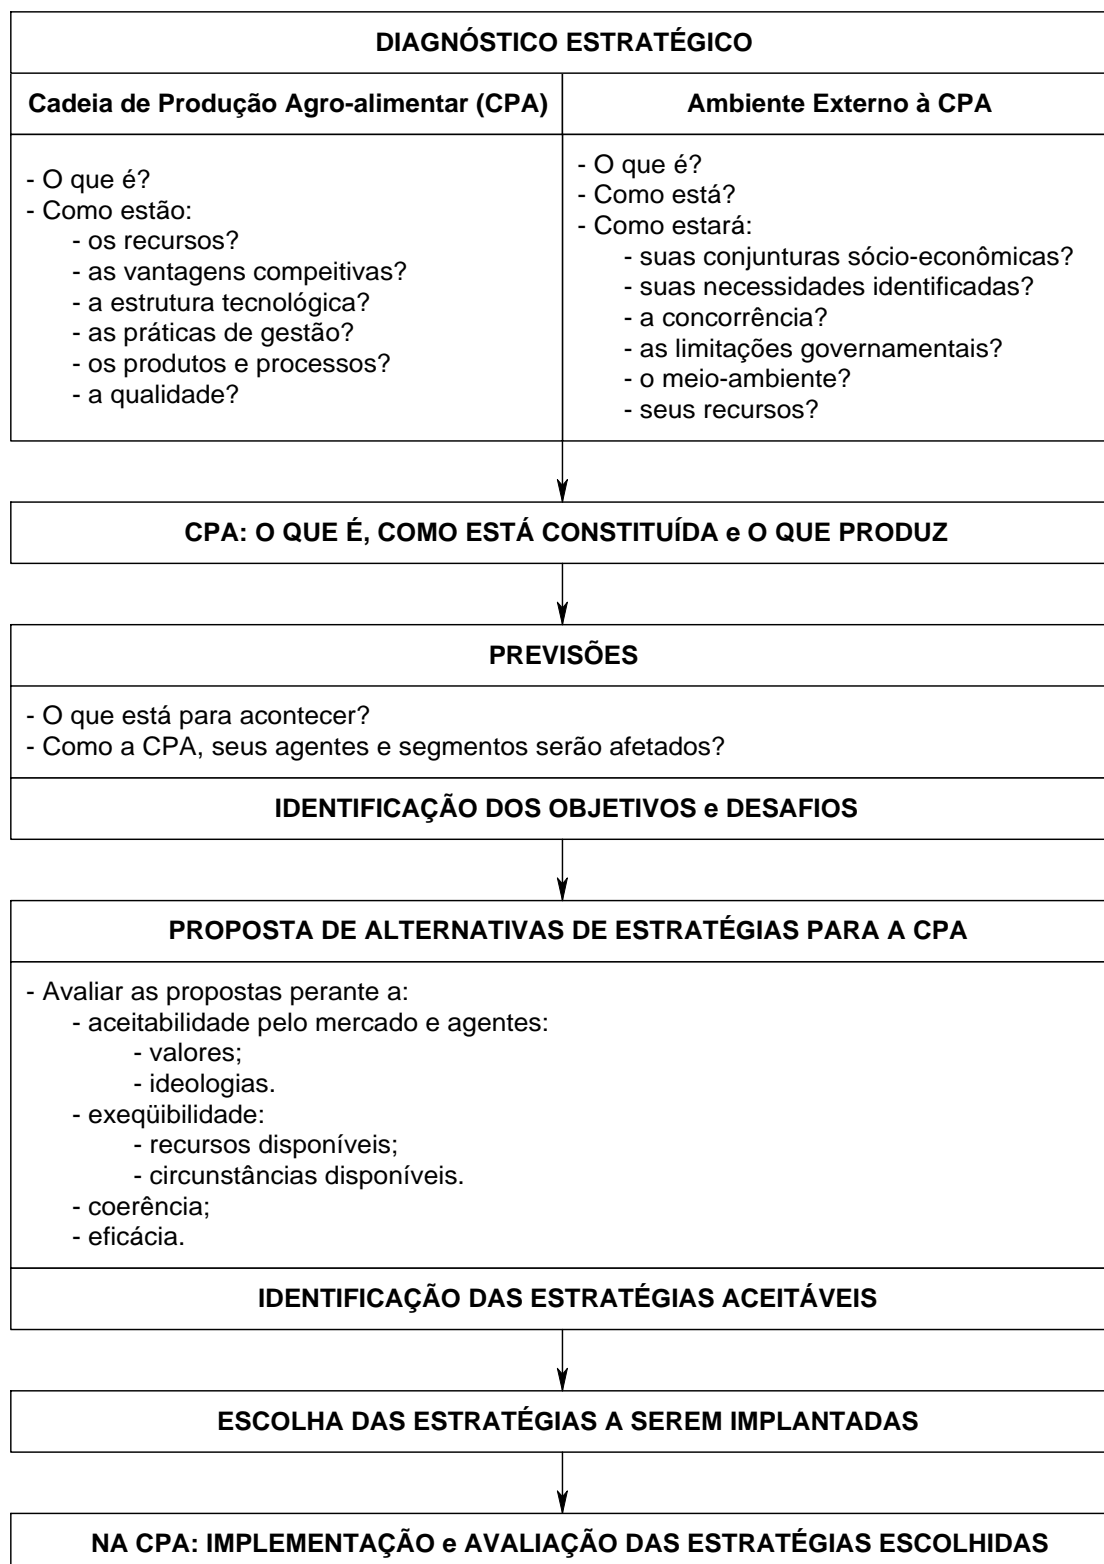 DIAGNÓSTICO ESTRATÉGICO
Cadeia de Produção Agro-alimentar (CPA)
- O que é?
- Como estão:
- os recursos?
- as vantagens compeitivas?
- a estrutura tecnológica?
- as práticas de gestão?
- os produtos e processos?
- a qualidade?
Ambiente Externo à CPA
- O que é?
- Como está?
- Como estará:
- suas conjunturas sócio-econômicas?
- suas necessidades identificadas?
- a concorrência?
- as limitações governamentais?
- o meio-ambiente?
- seus recursos?
CPA: O QUE É, COMO ESTÁ CONSTITUÍDA e O QUE PRODUZ
PREVISÕES
- O que está para acontecer?
- Como a CPA, seus agentes e segmentos serão afetados?
IDENTIFICAÇÃO DOS OBJETIVOS e DESAFIOS
PROPOSTA DE ALTERNATIVAS DE ESTRATÉGIAS PARA A CPA
- Avaliar as propostas perante a:
- aceitabilidade pelo mercado e agentes:
- valores;
- ideologias.
- exeqüibilidade:
- recursos disponíveis;
- circunstâncias disponíveis.
- coerência;
- eficácia.
IDENTIFICAÇÃO DAS ESTRATÉGIAS ACEITÁVEIS
ESCOLHA DAS ESTRATÉGIAS A SEREM IMPLANTADAS
NA CPA: IMPLEMENTAÇÃO e AVALIAÇÃO DAS ESTRATÉGIAS ESCOLHIDAS